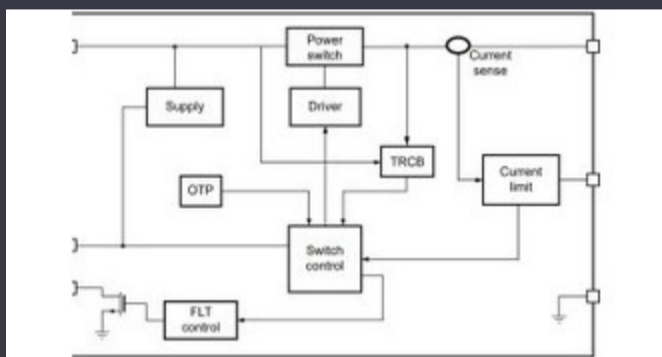 Power
switch
Current
sense
Supply
Driver
TRCB
Current
limit
OTP
Switch
control
FLT
control